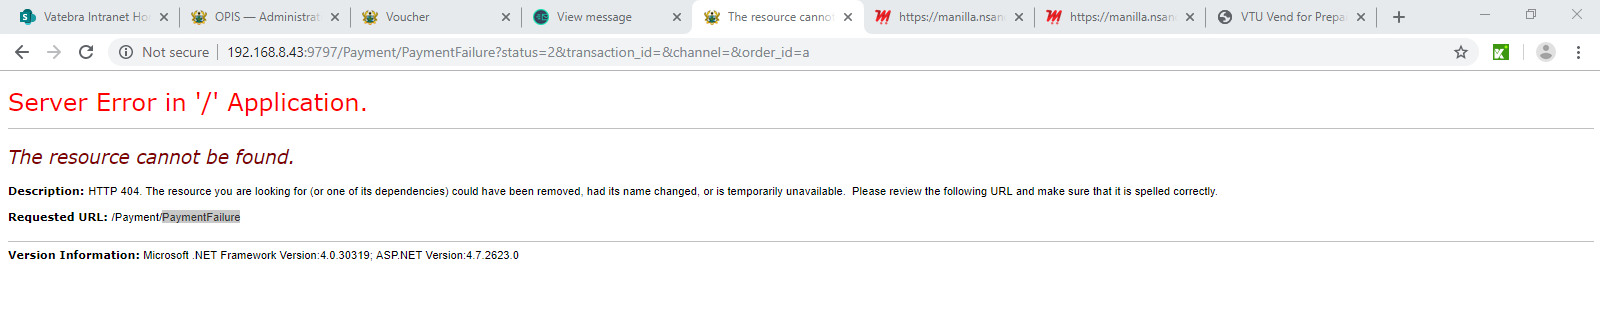 Vatebra Intranet Ho
OPIS — Administrat
Voucher
View message
The resource cannot
https://manilla.nsan
https://manilla.nsan
VTU Vend for Prepai
Not secure
192.168.8.43:9797/Payment/PaymentFailure?status=2&transaction_id=&channel=&order_id=a
Server Error in '/' Application.
The resource cannot be found.
Description: HTTP 404. The resource you are looking for (or one of its dependencies) could have been removed, had its name changed, or is temporarily unavailable.  Please review the following URL and make sure that it is spelled correctly.
Requested URL: /Payment/PaymentFailure
Version Information: Microsoft .NET Framework Version:4.0.30319; ASP.NET Version:4.7.2623.0